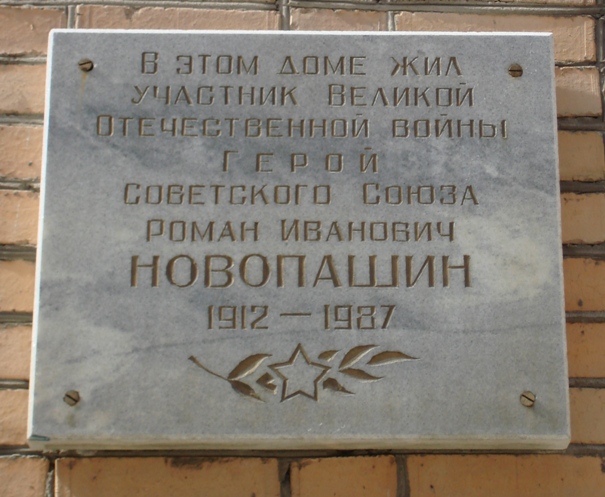 В этом доме жил
участник Великой
Отечественной войны
Герой
Советского Союза
Роман Иванович
НОВОПАШИН
1912 — 1987